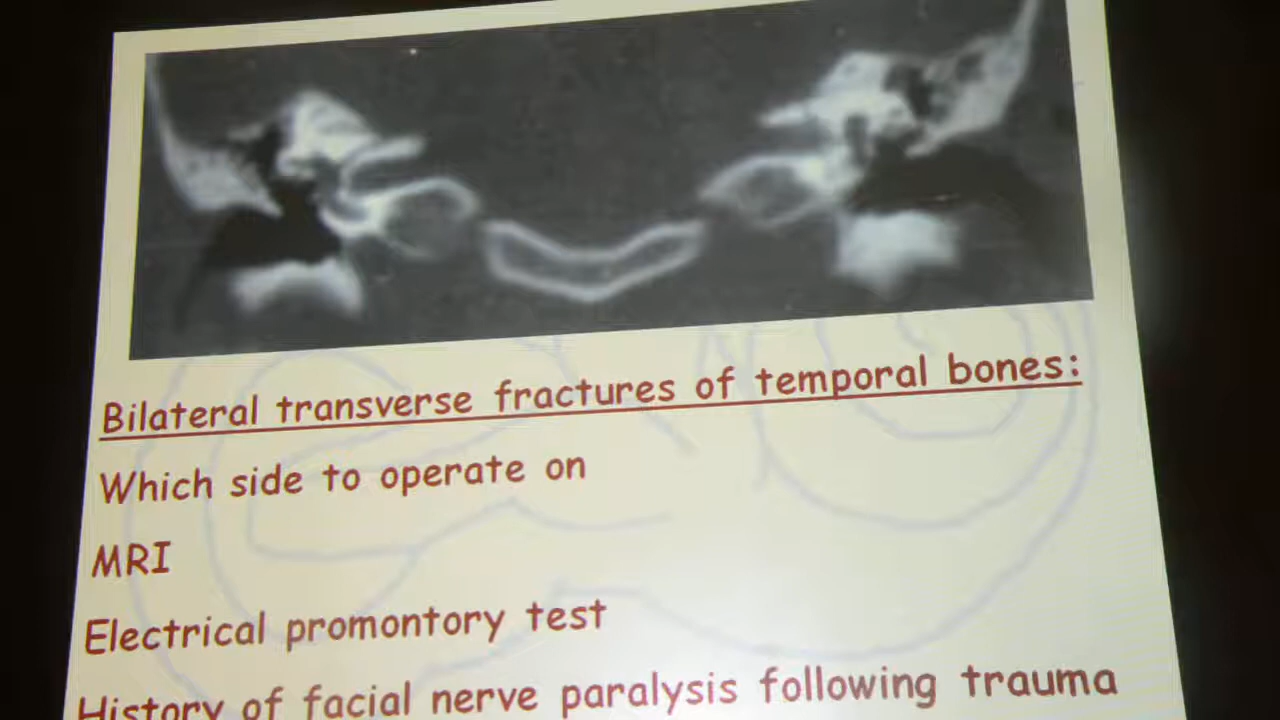 Bilateral transverse fractures of temporal bones:
Which side to operate on
MRI
Electrical promontory test
History of facial nerve paralysis following trauma